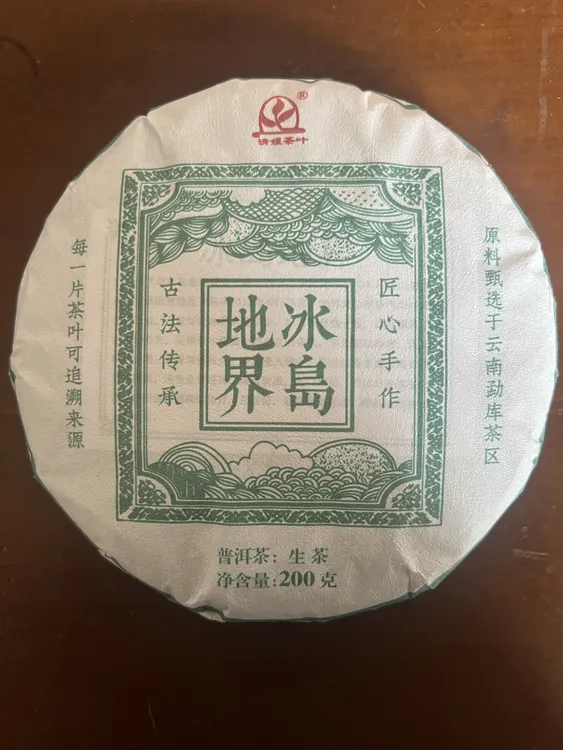 ®
茶叶
原料甄选于云南勐库茶区
匠心手作
冰島
地界
古法传承
每一片茶叶可追溯来源
普洱茶：生茶
净含量:200克